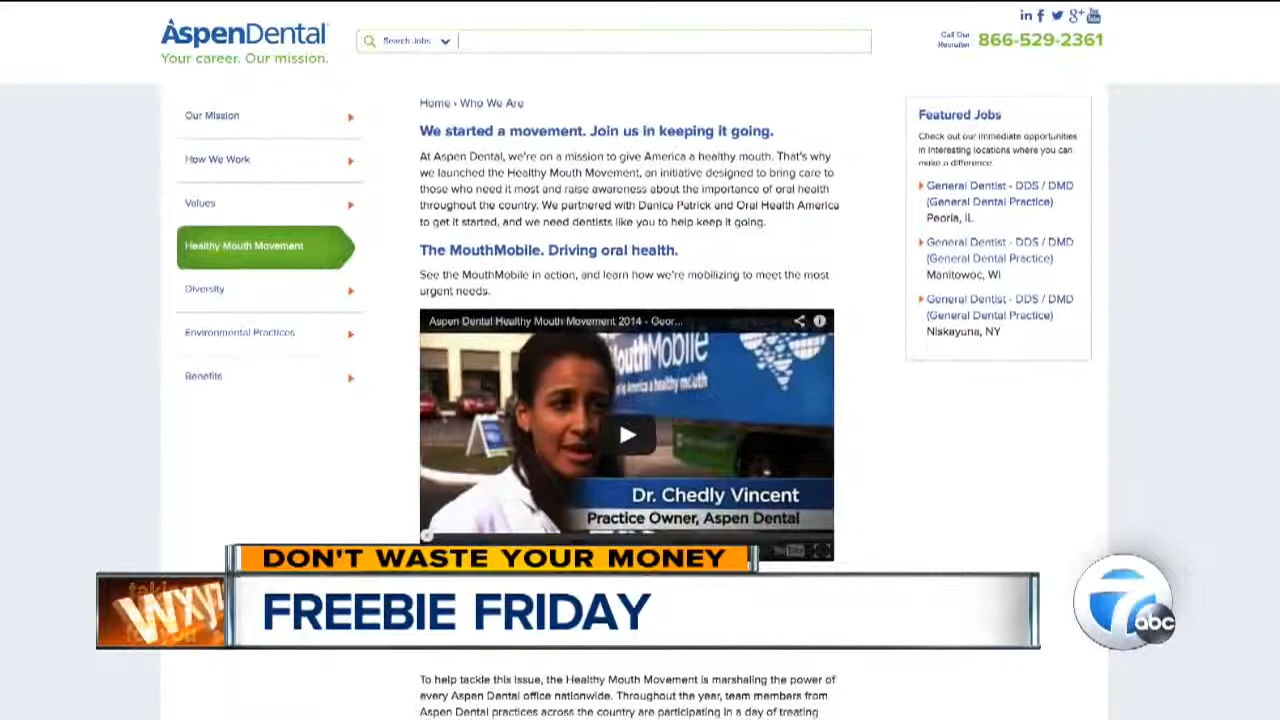 AspenDental
Your career. Our mission.
Search Jobs
Call Our
Recruiter
866-529-2361
in f g+ You Tube
Our Mission
How We Work
Values
Healthy Mouth Movement
Diversity
Environmental Practices
Benefits
Home › Who We Are
We started a movement. Join us in keeping it going.
At Aspen Dental, we're on a mission to give America a healthy mouth. That's why
we launched the Healthy Mouth Movement, an initiative designed to bring care to
those who need it most and raise awareness about the importance of oral health
throughout the country. We partnered with Danica Patrick and Oral Health America
to get it started, and we need dentists like you to help keep it going.
The MouthMobile. Driving oral health.
See the MouthMobile in action, and learn how we're mobilizing to meet the most
urgent needs.
Aspen Dental Healthy Mouth Movement 2014 - Geor...
outhMobile
America a healthy mouth
Dr. Chedly Vincent
Practice Owner, Aspen Dental
YouTube
Featured Jobs
Check out our immediate opportunities
in interesting locations where you can
make a difference.
General Dentist - DDS / DMD
(General Dental Practice)
Peoria, IL
General Dentist - DDS / DMD
(General Dental Practice)
Manitowoc, WI
General Dentist - DDS / DMD
(General Dental Practice)
Niskayuna, NY
DON'T WASTE YOUR MONEY
wxyz
FREEBIE FRIDAY
7
abc
To help tackle this issue, the Healthy Mouth Movement is marshaling the power of
every Aspen Dental office nationwide. Throughout the year, team members from
Aspen Dental practices across the country are participating in a day of treating